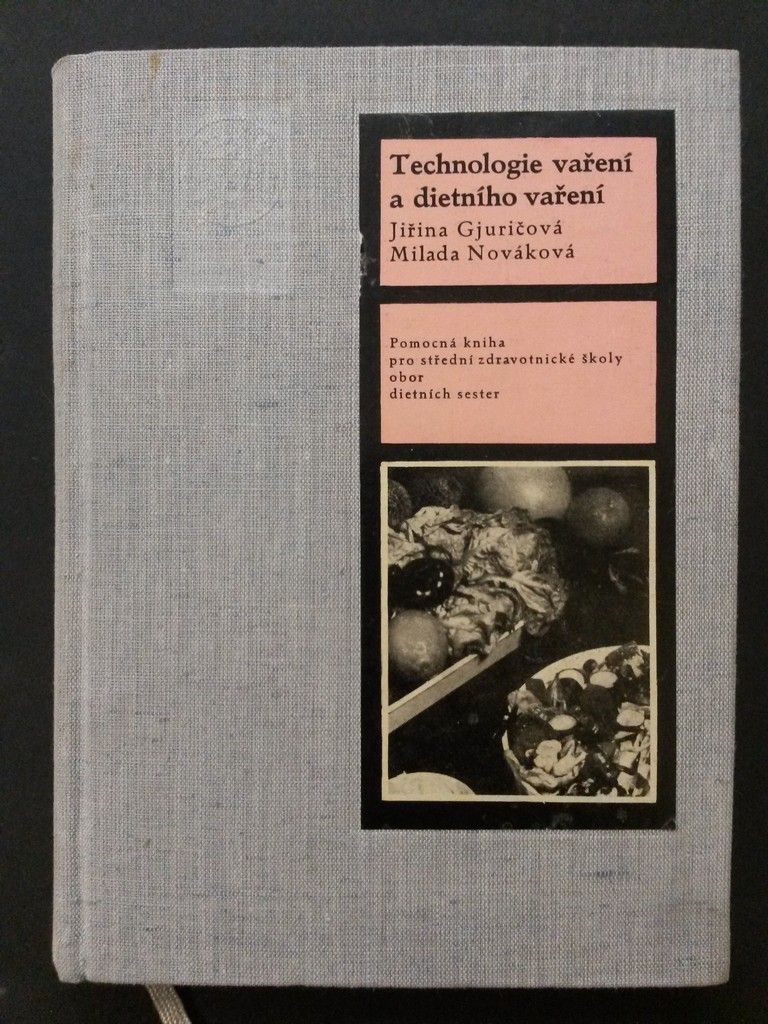 Technologie vaření
a dietního vaření
Jiřina Gjuričová
Milada Nováková
Pomocná kniha
pro střední zdravotnické školy
obor
dietních sester